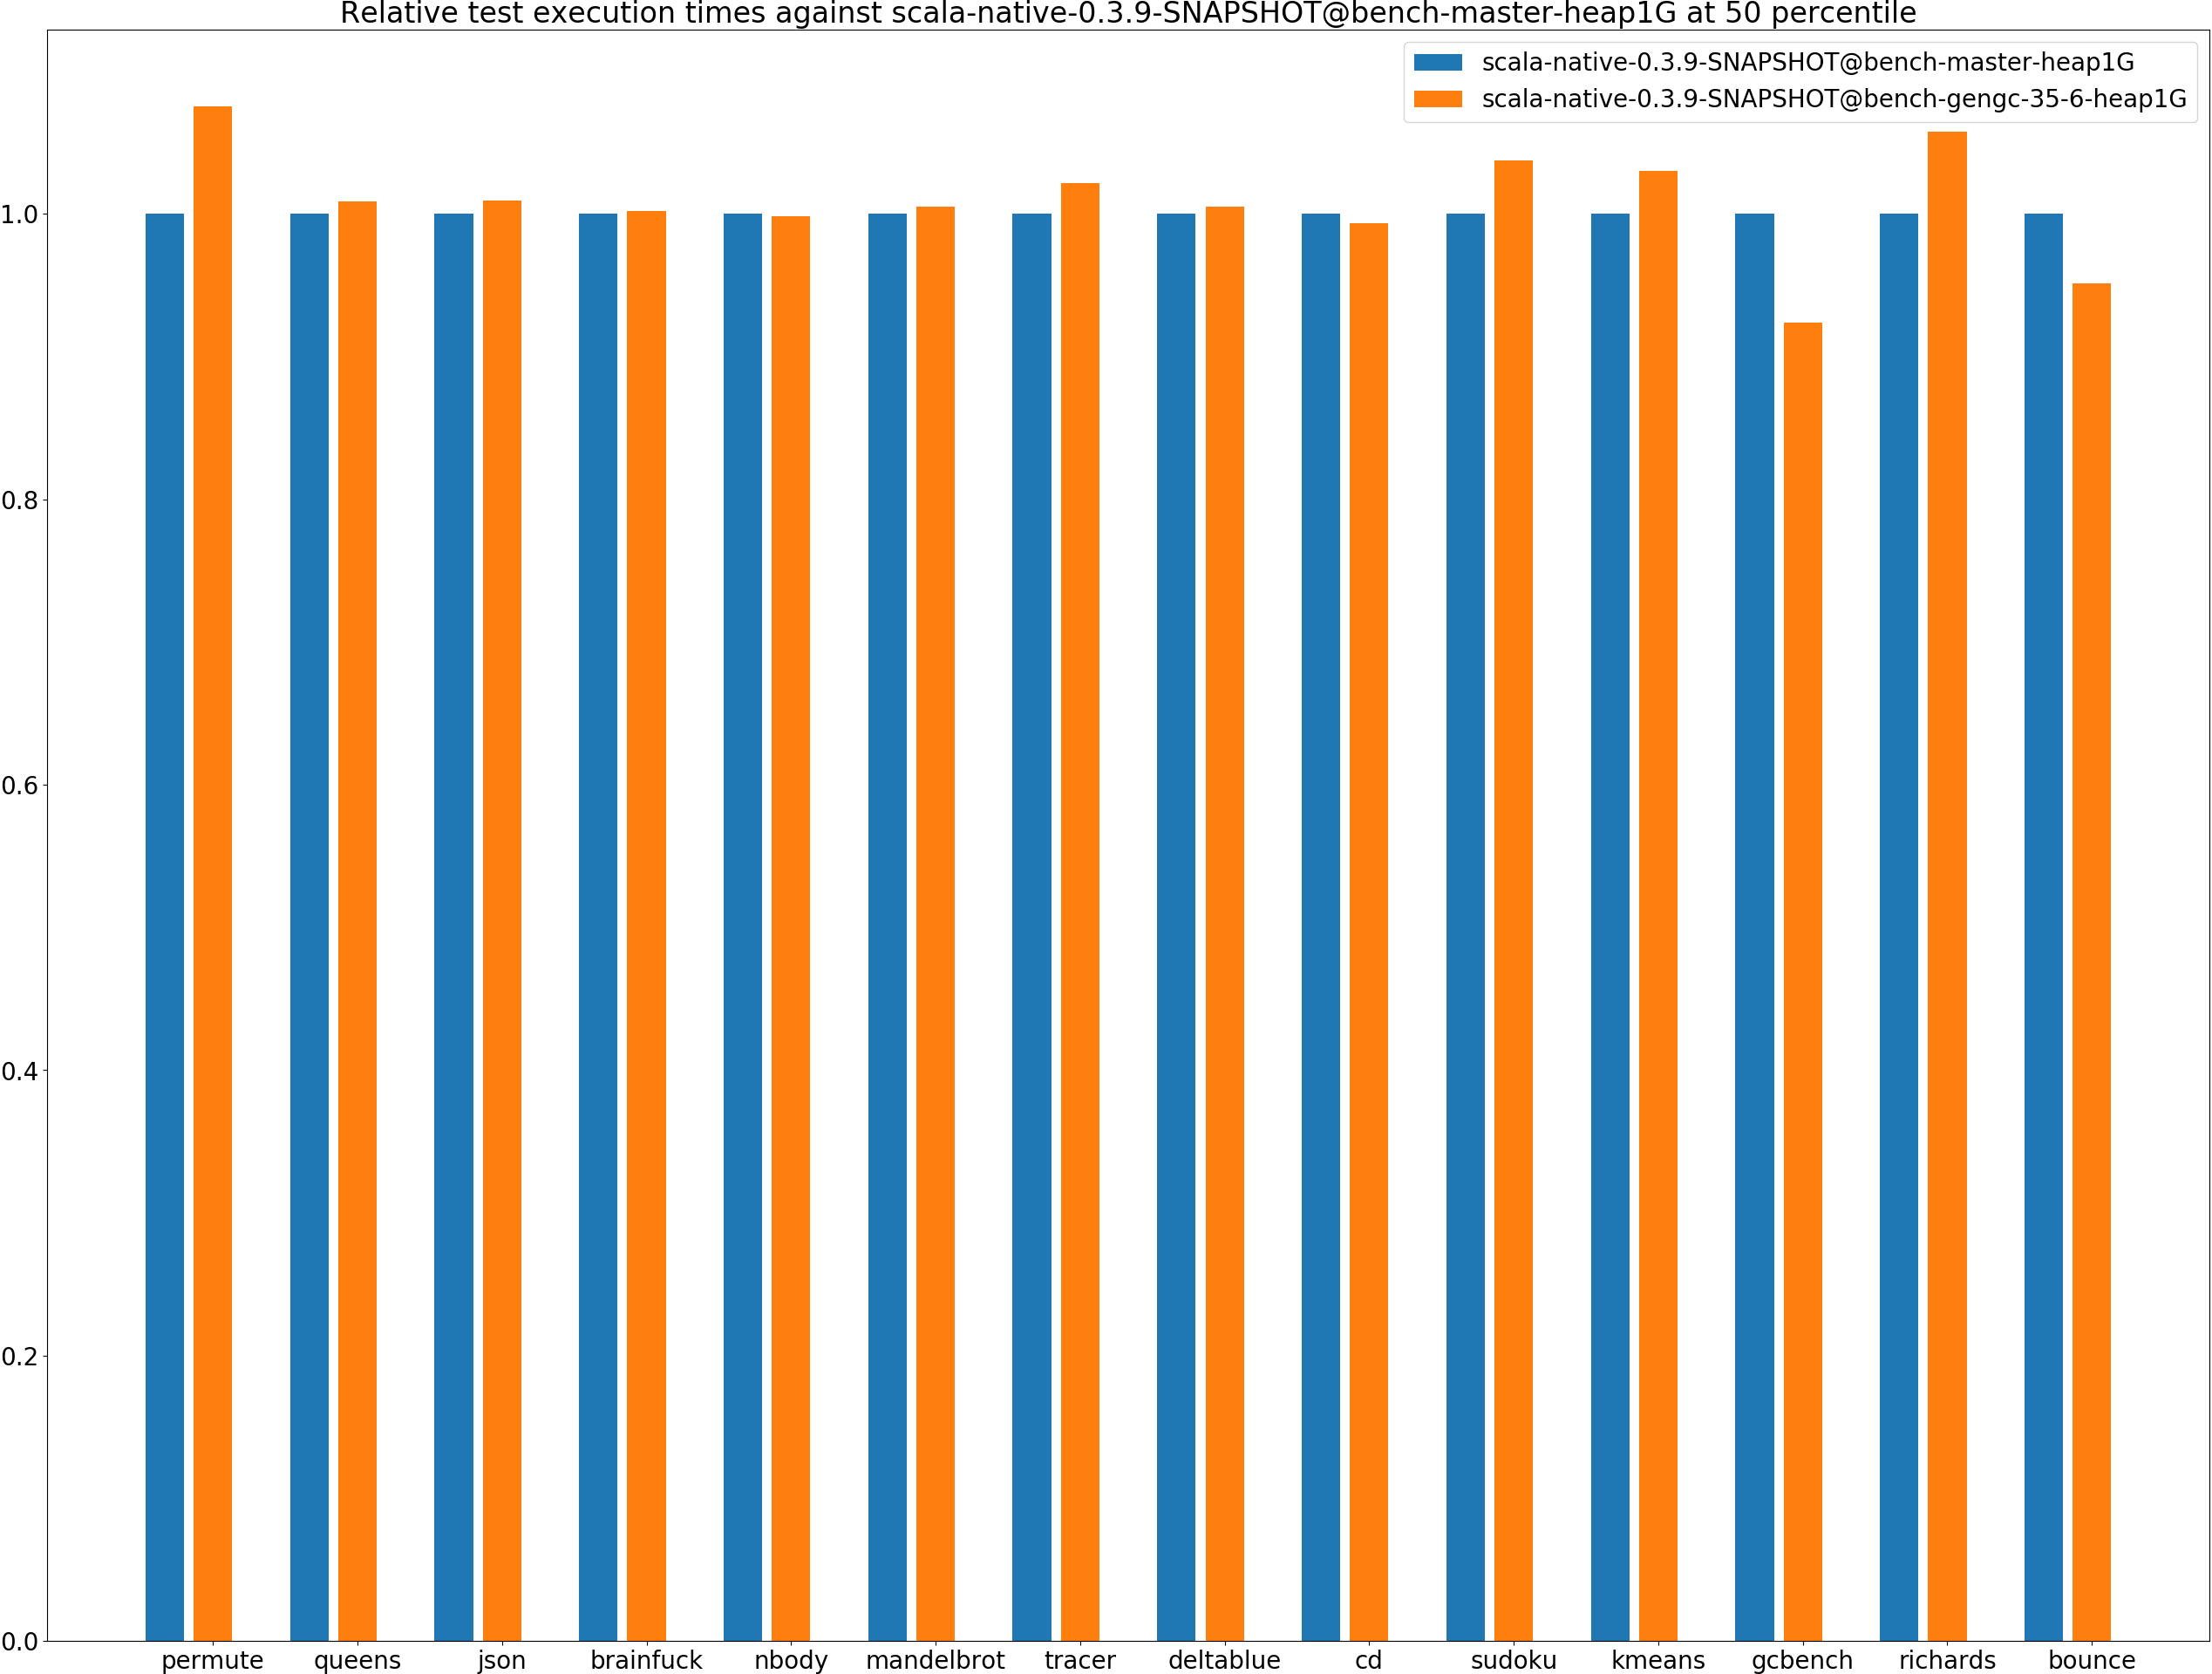 Relative test execution times against scala-native-0.3.9-SNAPSHOT@bench-master-heap1G at 50 percentile
scala-native-0.3.9-SNAPSHOT@bench-master-heap1G
scala-native-0.3.9-SNAPSHOT@bench-gengc-35-6-heap1G
1.0
0.8
0.6
0.4
0.2
0.0
permute queens json brainfuck nbody mandelbrot tracer deltablue cd sudoku kmeans gcbench richards bounce